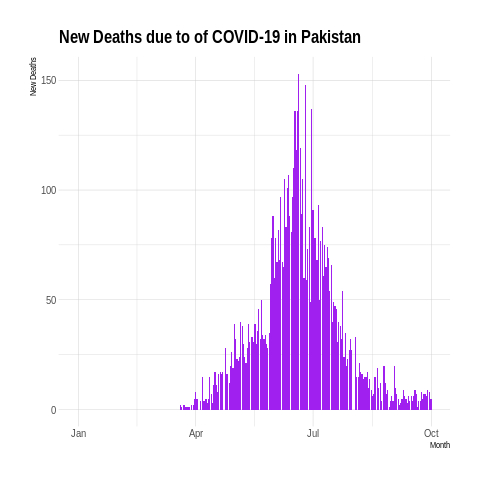 New Deaths due to of COVID-19 in Pakistan
New Deaths
150
100
50
0
Jan Apr Jul Oct
Month